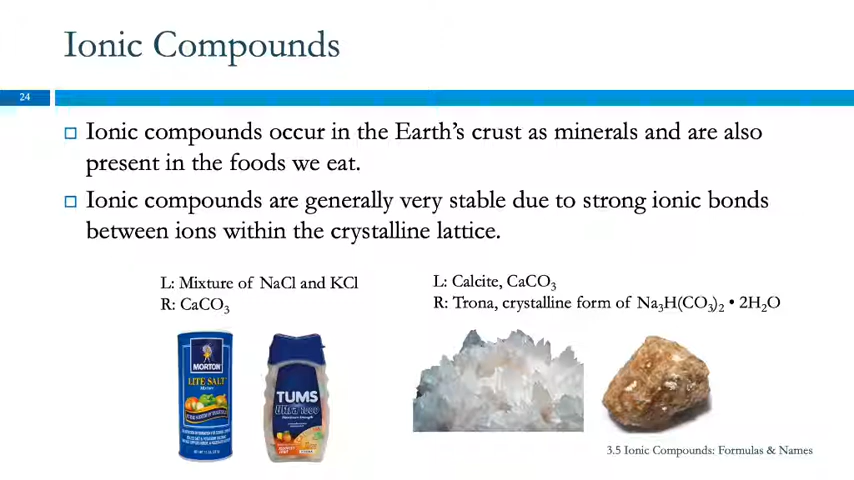 Ionic Compounds
24
Ionic compounds occur in the Earth's crust as minerals and are also
present in the foods we eat.
Ionic compounds are generally very stable due to strong ionic bonds
between ions within the crystalline lattice.
L: Mixture of NaCl and KCl
R: CaCO₃
L: Calcite, CaCO₃
R: Trona, crystalline form of Na₃H(CO₃)₂ • 2H₂O
MORTON
LITE SALT
Mixture
TUMS
Ultra 1000
3.5 Ionic Compounds: Formulas & Names